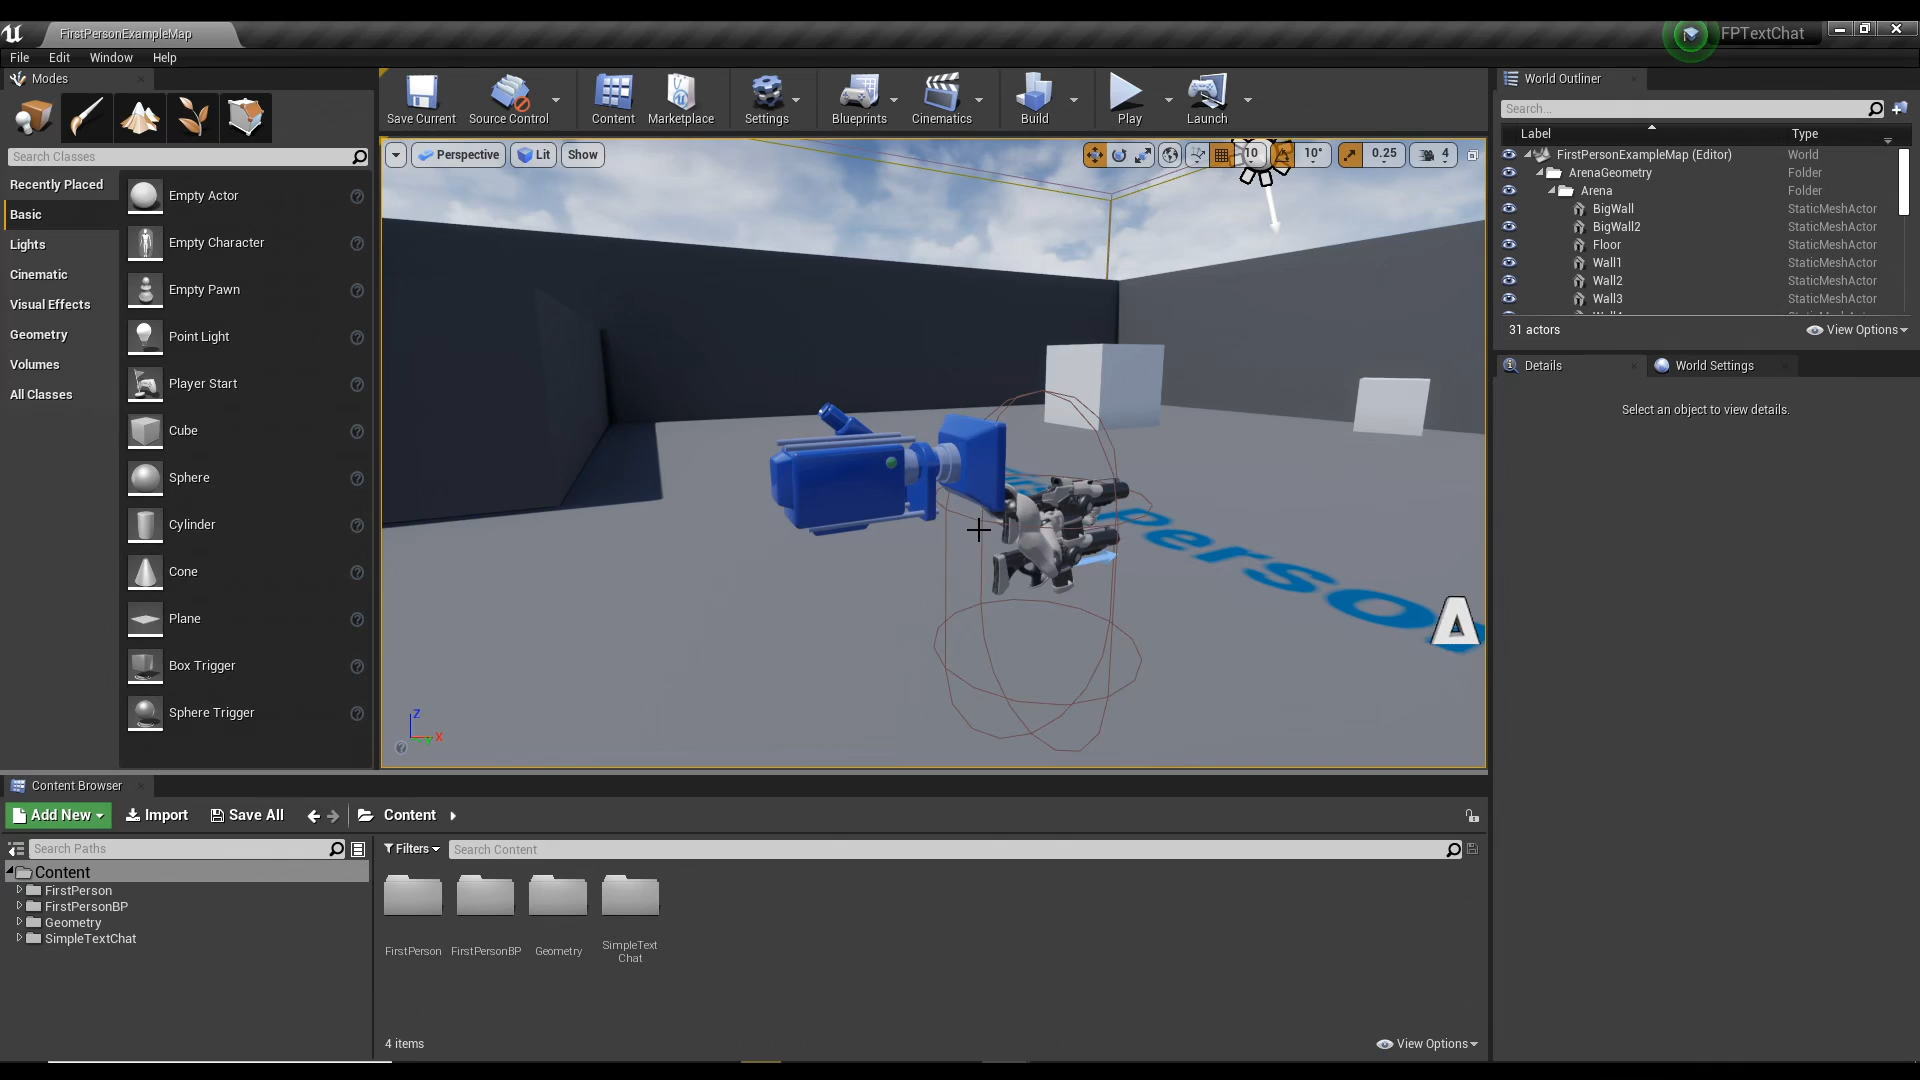 FirstPersonExampleMap
FPTextChat
File Edit Window Help
Modes
Search Classes
Recently Placed
Basic
Lights
Cinematic
Visual Effects
Geometry
Volumes
All Classes
Empty Actor
Empty Character
Empty Pawn
Point Light
Player Start
Cube
Sphere
Cylinder
Cone
Plane
Box Trigger
Sphere Trigger
Save Current
Source Control
Content
Marketplace
Settings
Blueprints
Cinematics
Build
Play
Launch
Perspective Lit Show
10 10° 0.25 4
Person
Z
X
World Outliner
Search...
Label Type
FirstPersonExampleMap (Editor) World
ArenaGeometry Folder
Arena Folder
BigWall StaticMeshActor
BigWall2 StaticMeshActor
Floor StaticMeshActor
Wall1 StaticMeshActor
Wall2 StaticMeshActor
Wall3 StaticMeshActor
31 actors View Options
Details World Settings
Select an object to view details.
Content Browser
Add New Import Save All Content
Search Paths
Filters Search Content
Content
FirstPerson
FirstPersonBP
Geometry
SimpleTextChat
FirstPerson
FirstPersonBP
Geometry
SimpleText
Chat
4 items View Options